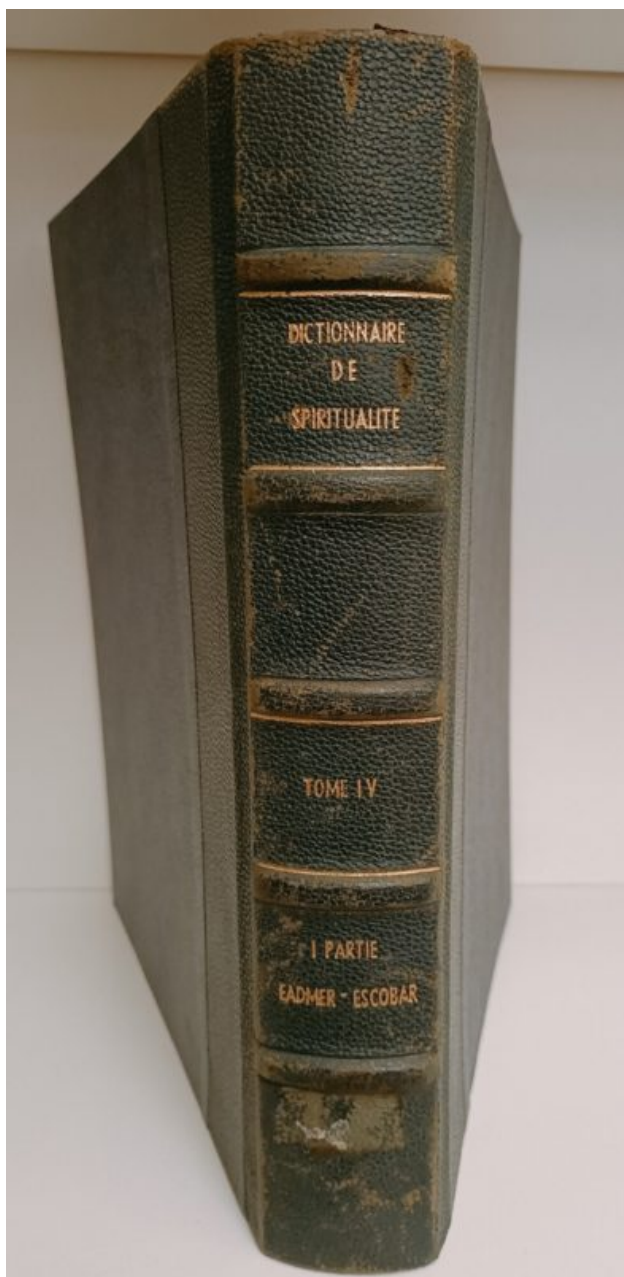 DICTIONNAIRE
DE
SPIRITUALITE
TOME IV
I PARTIE
EADMER - ESCOBAR